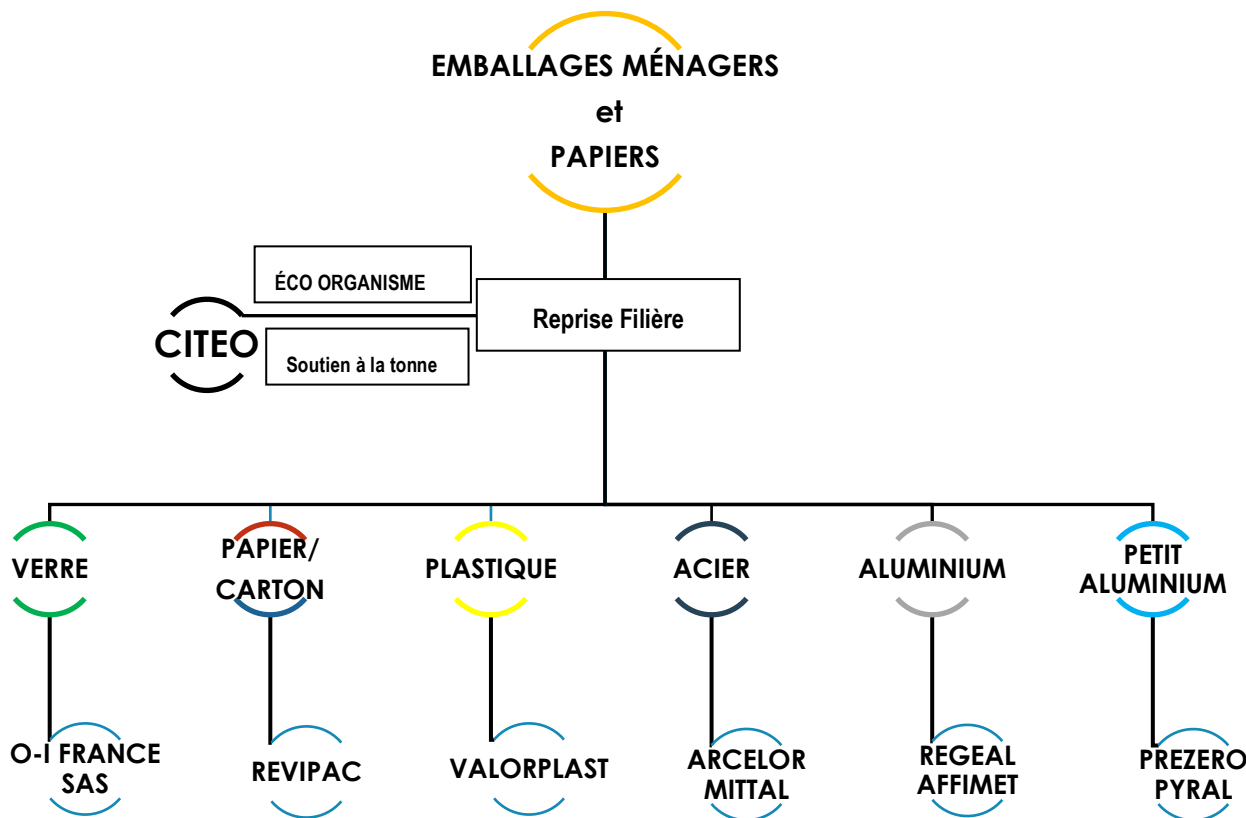 EMBALLAGES MÉNAGERS
et
PAPIERS
ÉCO ORGANISME
CITEO
Reprise Filière
Soutien à la tonne
VERRE
PAPIER/
CARTON
PLASTIQUE
ACIER
ALUMINIUM
PETIT
ALUMINIUM
O-I FRANCE
SAS
REVIPAC
VALORPLAST
ARCELOR
MITTAL
REGEAL
AFFIMET
PREZERO
PYRAL